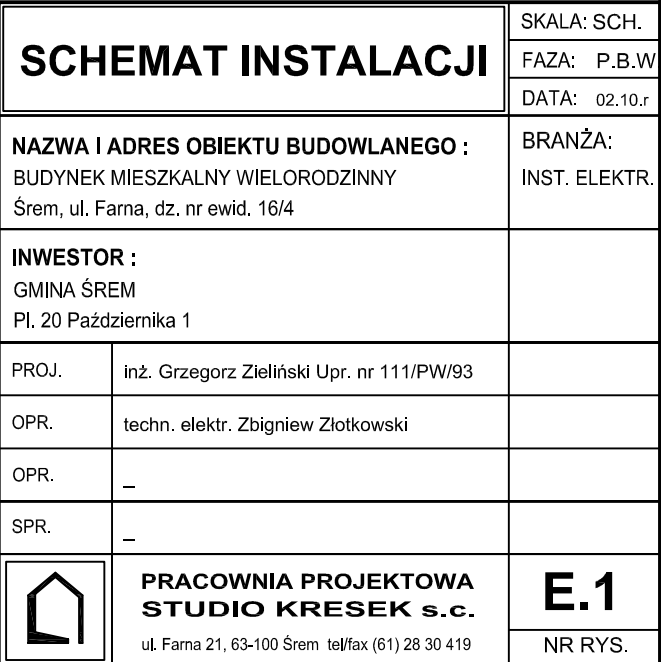 SCHEMAT INSTALACJI
SKALA: SCH.
FAZA: P.B.W
DATA: 02.10.r
NAZWA I ADRES OBIEKTU BUDOWLANEGO :
BUDYNEK MIESZKALNY WIELORODZINNY
Śrem, ul. Farna, dz. nr ewid. 16/4
BRANŻA:
INST. ELEKTR.
INWESTOR :
GMINA ŚREM
Pl. 20 Października 1
PROJ. inż. Grzegorz Zieliński Upr. nr 111/PW/93
OPR. techn. elektr. Zbigniew Złotkowski
OPR. _
SPR. _
PRACOWNIA PROJEKTOWA
STUDIO KRESEK s.c.
ul. Farna 21, 63-100 Śrem tel/fax (61) 28 30 419
E.1
NR RYS.